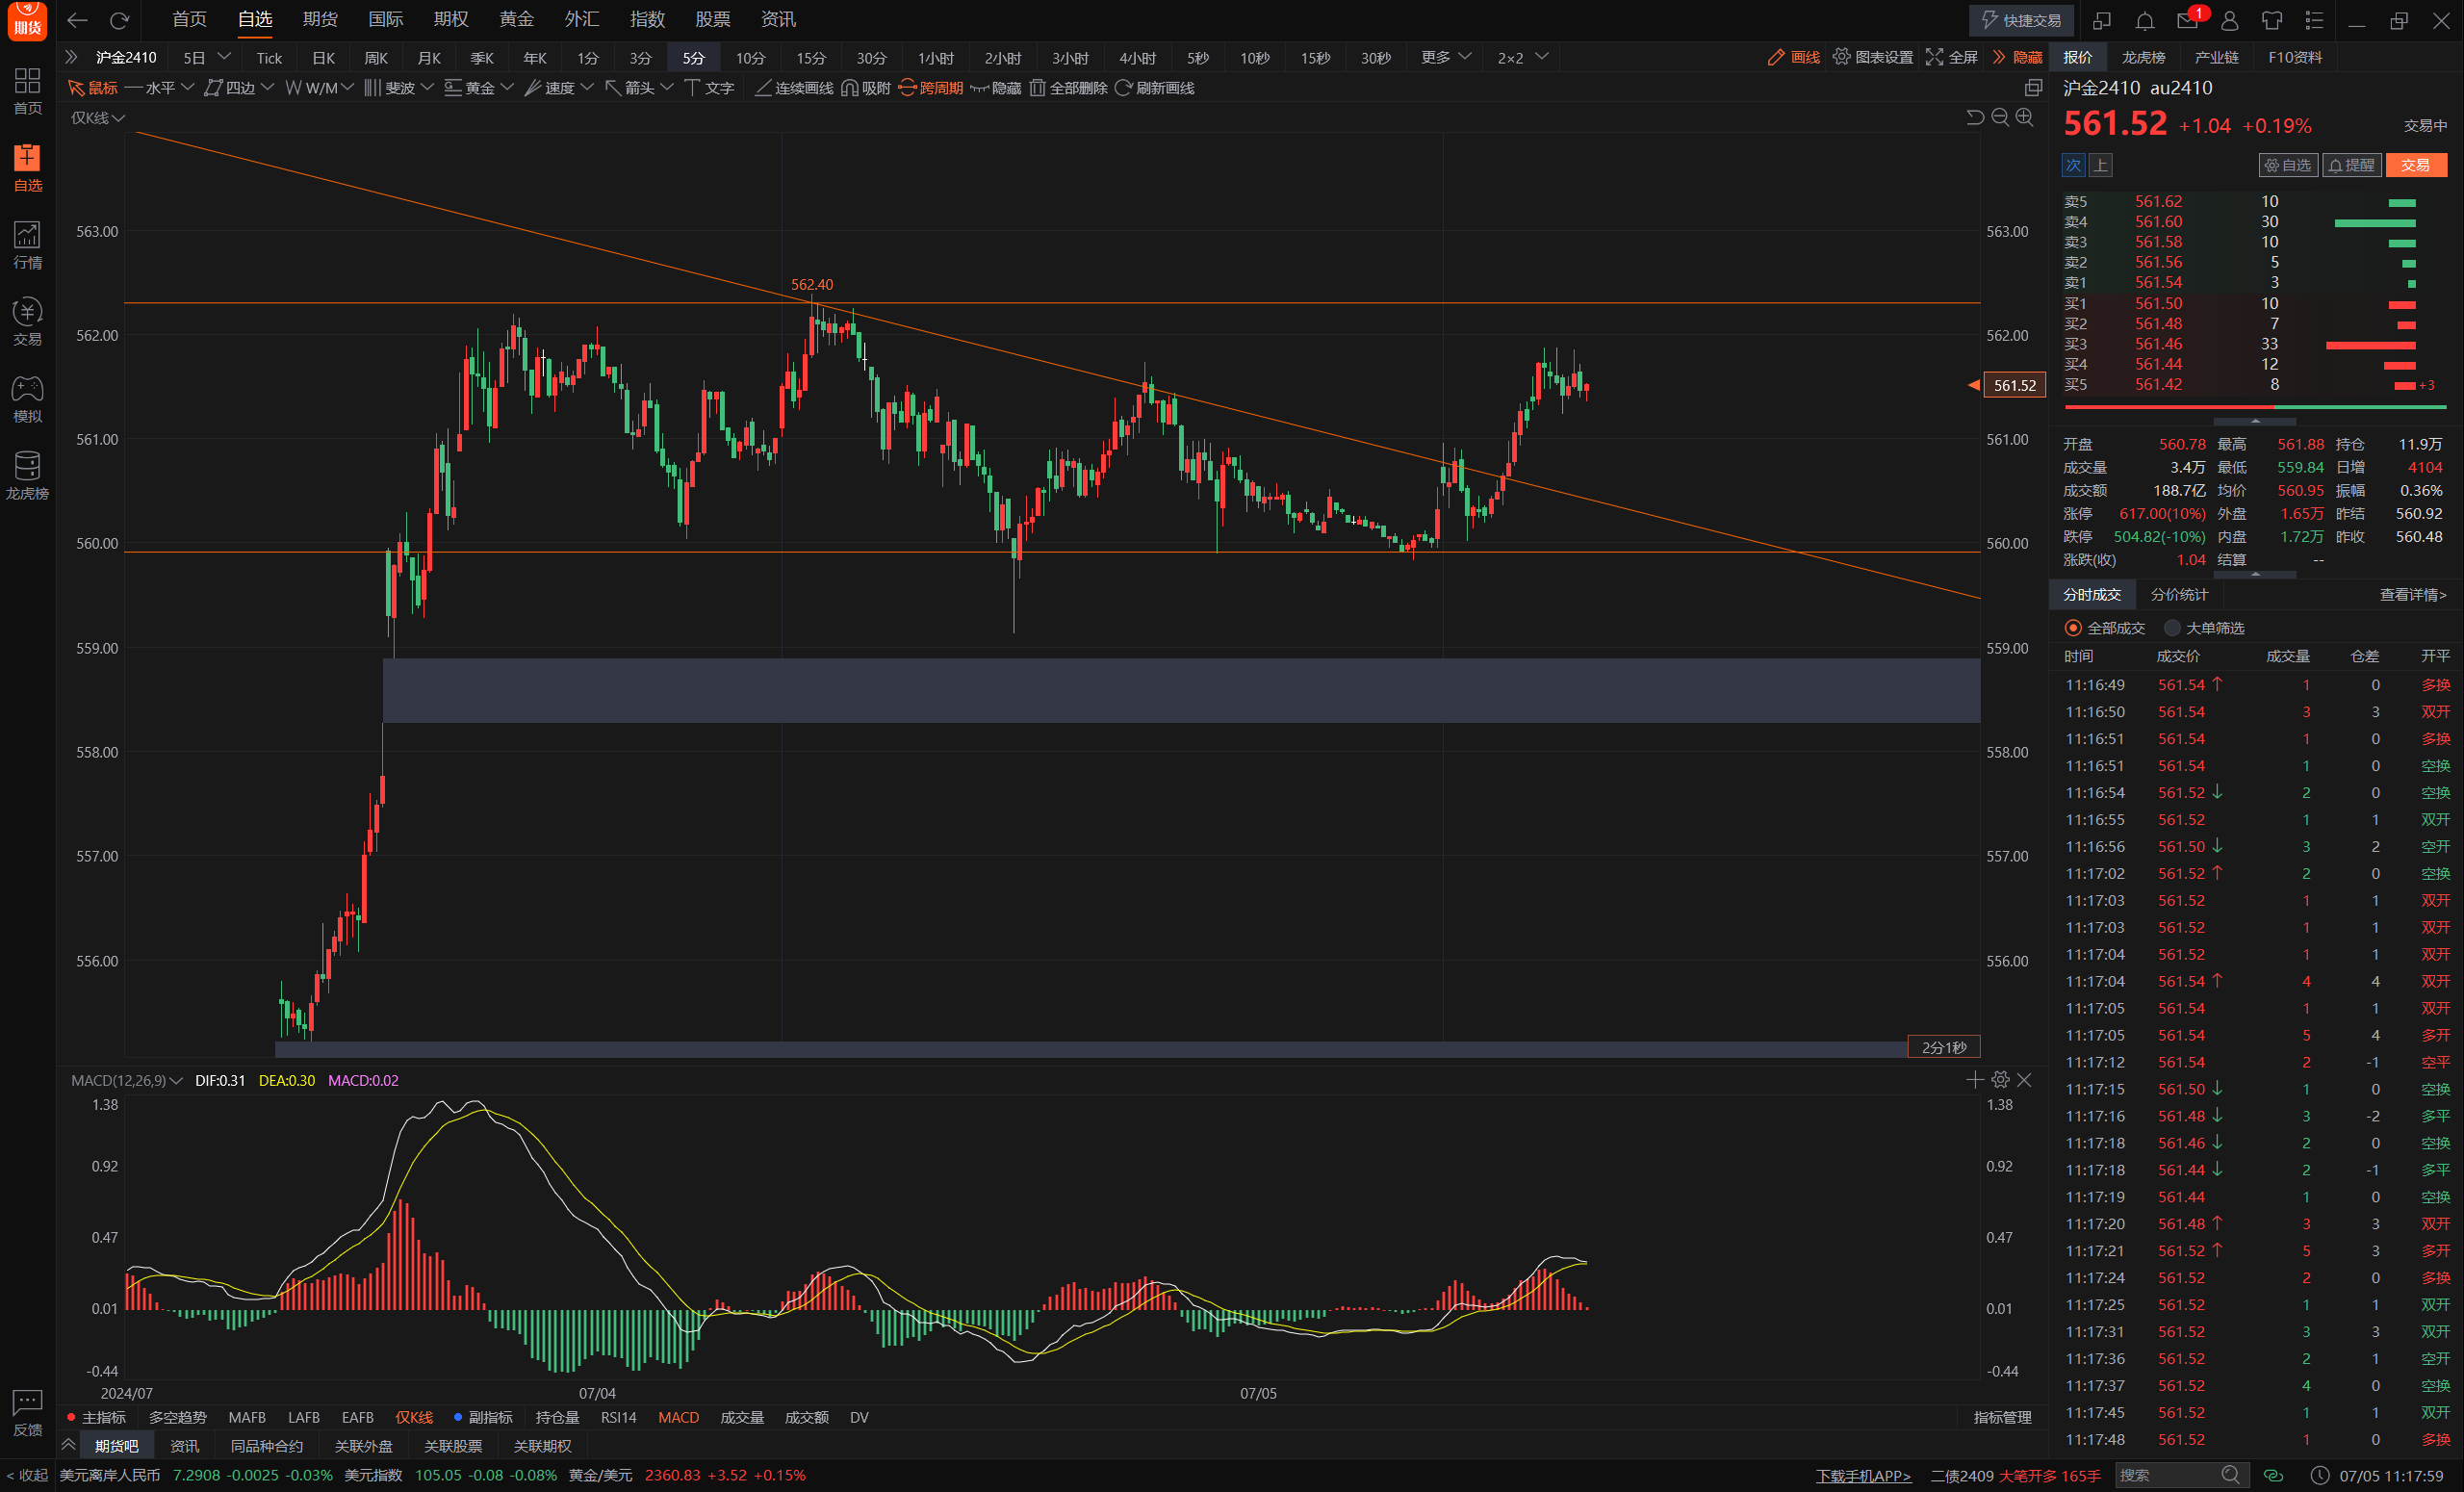 期货 首页 自选 期货 国际 期权 黄金 外汇 指数 股票 资讯 快捷交易 1
沪金2410 5日 Tick 日K 周K 月K 季K 年K 1分 3分 5分 10分 15分 30分 1小时 2小时 3小时 4小时 5秒 10秒 15秒 30秒 更多 2×2 画线 图表设置 全屏 隐藏 报价 龙虎榜 产业链 F10资料
鼠标 水平 四边 W/M 斐波 黄金 速度 箭头 文字 连续画线 吸附 跨周期 隐藏 全部删除 刷新画线
首页
自选
行情
交易
模拟
龙虎榜
反馈
仅K线
563.00 563.00
562.40
562.00 562.00
561.52
561.00 561.00
560.00 560.00
559.00 559.00
558.00 558.00
557.00 557.00
556.00 556.00
2分1秒
MACD(12,26,9) DIF:0.31 DEA:0.30 MACD:0.02
1.38 1.38
0.92 0.92
0.47 0.47
0.01 0.01
-0.44 -0.44
2024/07 07/04 07/05
主指标 多空趋势 MAFB LAFB EAFB 仅K线 副指标 持仓量 RSI14 MACD 成交量 成交额 DV 指标管理
期货吧 资讯 同品种合约 关联外盘 关联股票 关联期权
沪金2410 au2410
561.52 +1.04 +0.19% 交易中
次 上 自选 提醒 交易
卖5 561.62 10
卖4 561.60 30
卖3 561.58 10
卖2 561.56 5
卖1 561.54 3
买1 561.50 10
买2 561.48 7
买3 561.46 33
买4 561.44 12
买5 561.42 8 +3
开盘 560.78 最高 561.88 持仓 11.9万
成交量 3.4万 最低 559.84 日增 4104
成交额 188.7亿 均价 560.95 振幅 0.36%
涨停 617.00(10%) 外盘 1.65万 昨结 560.92
跌停 504.82(-10%) 内盘 1.72万 昨收 560.48
涨跌(收) 1.04 结算 --
分时成交 分价统计 查看详情>
全部成交 大单筛选
时间 成交价 成交量 仓差 开平
11:16:49 561.54 ↑ 1 0 多换
11:16:50 561.54 3 3 双开
11:16:51 561.54 1 0 多换
11:16:51 561.54 1 0 空换
11:16:54 561.52 ↓ 2 0 空换
11:16:55 561.52 1 1 双开
11:16:56 561.50 ↓ 3 2 空开
11:17:02 561.52 ↑ 2 0 空换
11:17:03 561.52 1 1 双开
11:17:03 561.52 1 1 双开
11:17:04 561.52 1 1 双开
11:17:04 561.54 ↑ 4 4 双开
11:17:05 561.54 1 1 双开
11:17:05 561.54 5 4 多开
11:17:12 561.54 2 -1 空平
11:17:15 561.50 ↓ 1 0 空换
11:17:16 561.48 ↓ 3 -2 多平
11:17:18 561.46 ↓ 2 0 空换
11:17:18 561.44 ↓ 2 -1 多平
11:17:19 561.44 1 0 空换
11:17:20 561.48 ↑ 3 3 双开
11:17:21 561.52 ↑ 5 3 多开
11:17:24 561.52 2 0 多换
11:17:25 561.52 1 1 双开
11:17:31 561.52 3 3 双开
11:17:36 561.52 2 1 空开
11:17:37 561.52 4 0 空换
11:17:45 561.52 1 1 双开
11:17:48 561.52 1 0 多换
< 收起 美元离岸人民币 7.2908 -0.0025 -0.03% 美元指数 105.05 -0.08 -0.08% 黄金/美元 2360.83 +3.52 +0.15% 下载手机APP> 二债2409 大笔开多 165手 搜索 07/05 11:17:59